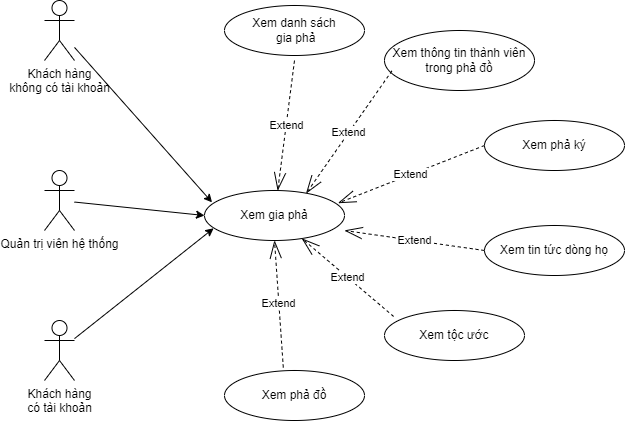 Xem danh sách
gia phả
Xem thông tin thành viên
trong phả đồ
Khách hàng
không có tài khoản
Extend
Extend
Xem phả ký
Extend
Xem gia phả
Quản trị viên hệ thống
Extend
Xem tin tức dòng họ
Extend
Extend
Xem tộc ước
Khách hàng
có tài khoản
Xem phả đồ